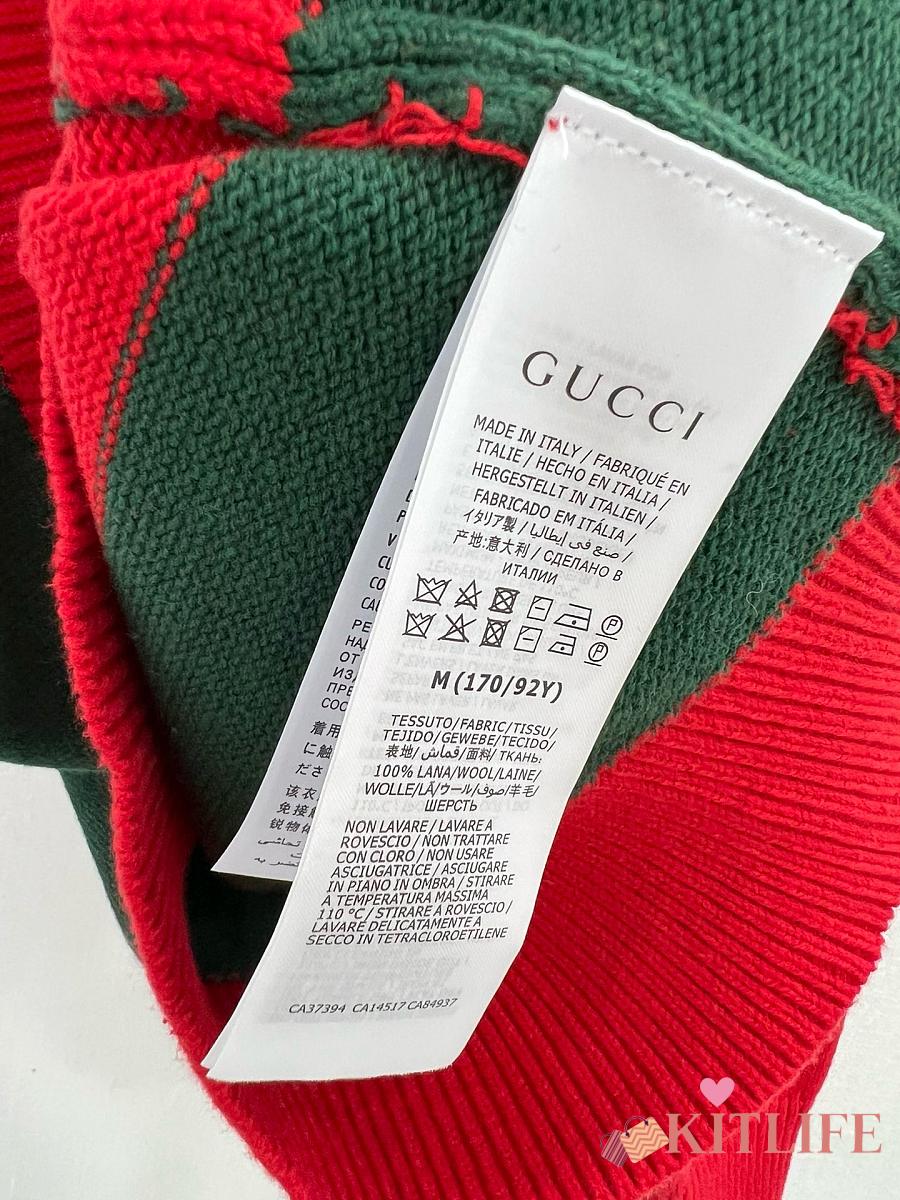 GUCCI
MADE IN ITALY / FABRIQUÉ EN
ITALIE / HECHO EN ITALIA /
HERGESTELLT IN ITALIEN /
FABRICADO EM ITÁLIA /
イタリア製 / صنع في إيطاليا /
产地:意大利 / СДЕЛАНО В
ИТАЛИИ
M (170/92Y)
TESSUTO/FABRIC/TISSU/
TEJIDO/GEWEBE/TECIDO/
表地/ قماش/面料/ ТКАНЬ:
100% LANA/WOOL/LAINE/
WOLLE/LÃ/ウール/صوف/羊毛/
ШЕРСТЬ
NON LAVARE / LAVARE A
ROVESCIO / NON TRATTARE
CON CLORO / NON USARE
ASCIUGATRICE / ASCIUGARE
IN PIANO IN OMBRA / STIRARE
A TEMPERATURA MASSIMA
110 °C / STIRARE A ROVESCIO /
LAVARE DELICATAMENTE A
SECCO IN TETRACLOROETILENE
CA37394 CA14517 CA84937
KITLIFE